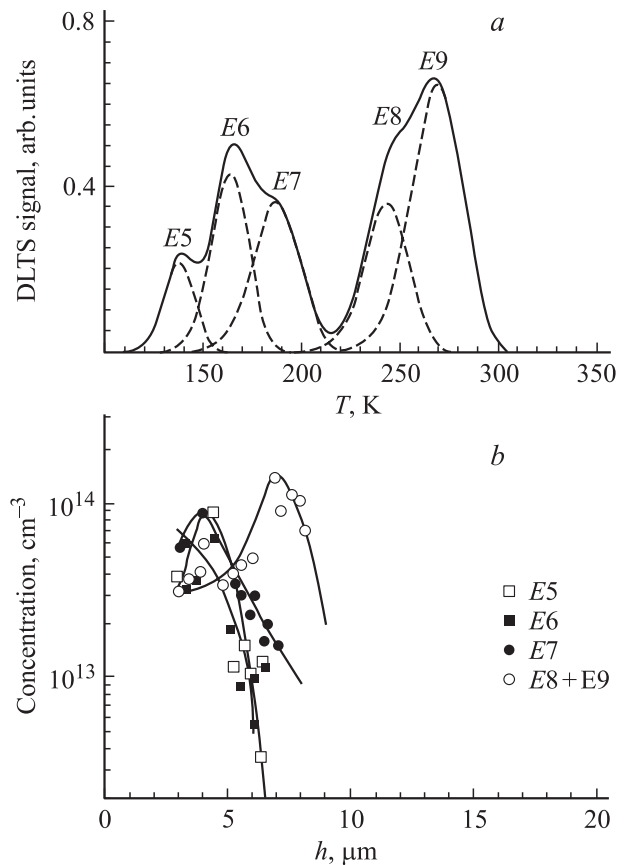 a
0.8
E9
E6
E8
E7
0.4
E5
DLTS signal, arb. units
150 200 250 300 350
T, K
b
10^14
10^13
Concentration, cm^–3
E5
E6
E7
E8 + E9
0 5 10 15 20
h, μm